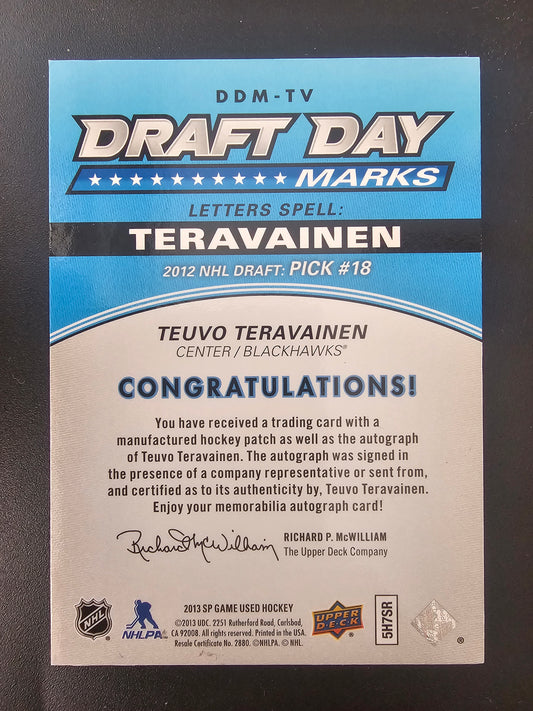 DDM-TV
DRAFT DAY
MARKS
LETTERS SPELL:
TERAVAINEN
2012 NHL DRAFT: PICK #18
TEUVO TERAVAINEN
CENTER / BLACKHAWKS®
CONGRATULATIONS!
You have received a trading card with a
manufactured hockey patch as well as the autograph
of Teuvo Teravainen. The autograph was signed in
the presence of a company representative or sent from,
and certified as to its authenticity by, Teuvo Teravainen.
Enjoy your memorabilia autograph card!
Richard P. McWilliam
RICHARD P. McWILLIAM
The Upper Deck Company
NHL
NHLPA
2013 SP GAME USED HOCKEY
©2013 UDC. 2251 Rutherford Road, Carlsbad,
CA 92008. All rights reserved. Printed in the USA.
Resale Certificate No. 2880. ©NHLPA. © NHL.
UPPER
DECK
5H7SR
®